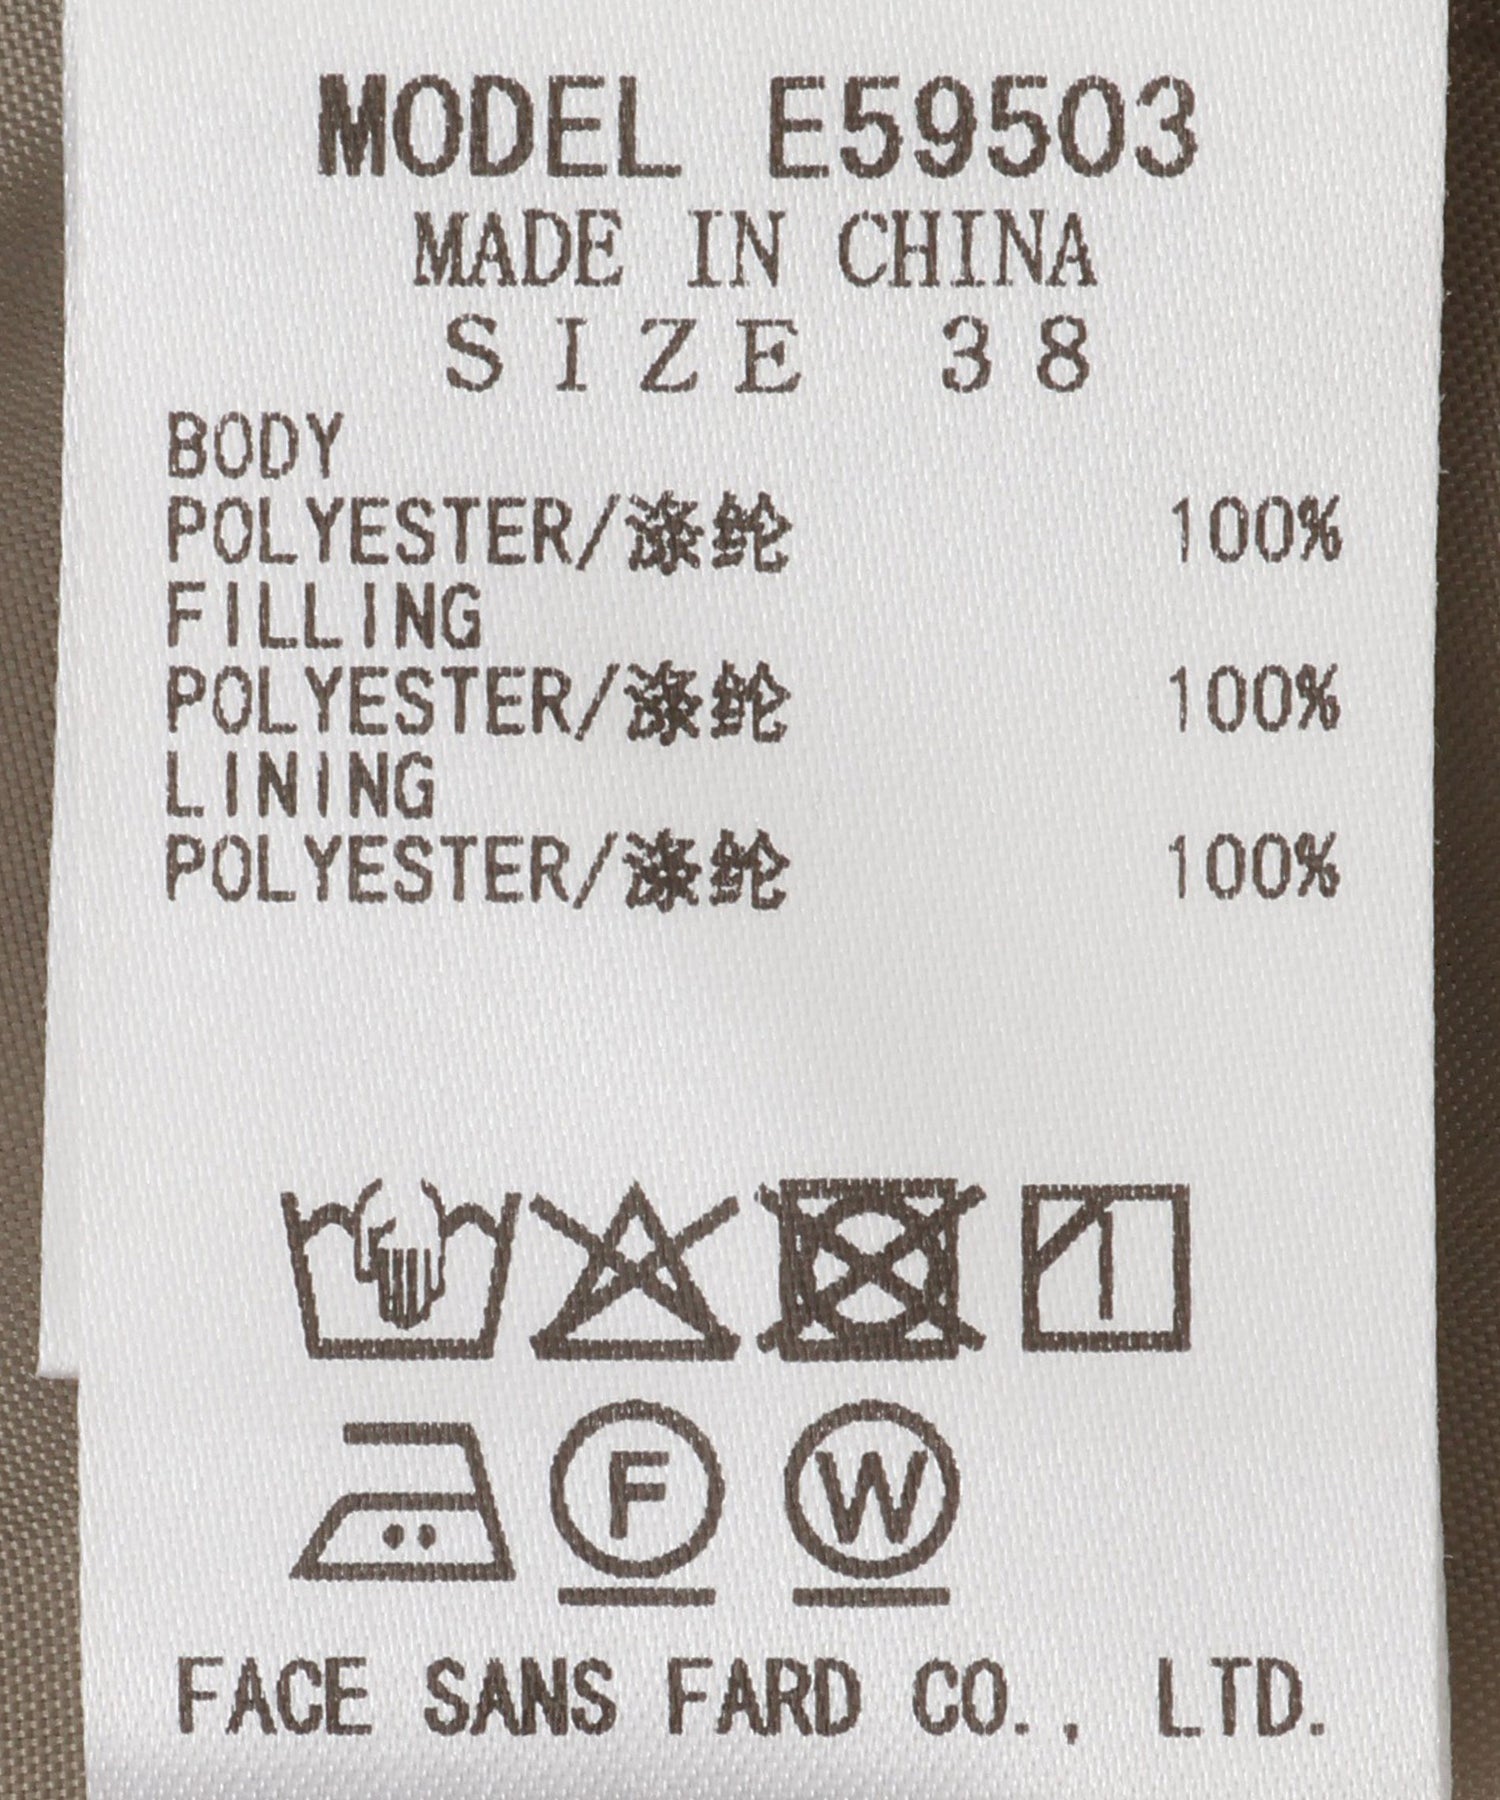 MODEL E59503
MADE IN CHINA
SIZE 38
BODY
POLYESTER/涤纶 100%
FILLING
POLYESTER/涤纶 100%
LINING
POLYESTER/涤纶 100%
F W
FACE SANS FARD CO., LTD.